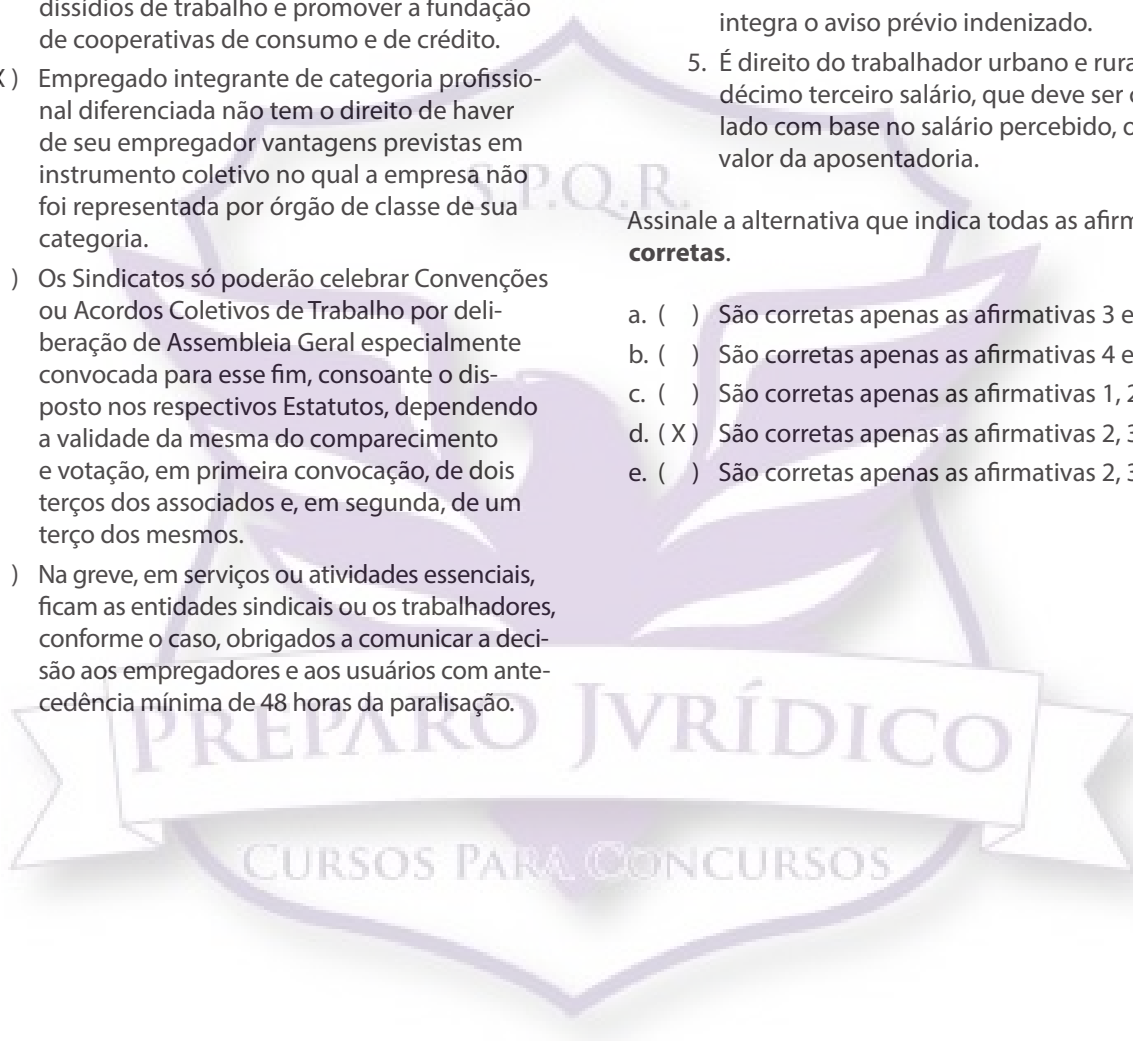 dissídios de trabalho e promover a fundação
de cooperativas de consumo e de crédito.
X ) Empregado integrante de categoria profissio-
nal diferenciada não tem o direito de haver
de seu empregador vantagens previstas em
instrumento coletivo no qual a empresa não
foi representada por órgão de classe de sua
categoria.
) Os Sindicatos só poderão celebrar Convenções
ou Acordos Coletivos de Trabalho por deli-
beração de Assembleia Geral especialmente
convocada para esse fim, consoante o dis-
posto nos respectivos Estatutos, dependendo
a validade da mesma do comparecimento
e votação, em primeira convocação, de dois
terços dos associados e, em segunda, de um
terço dos mesmos.
) Na greve, em serviços ou atividades essenciais,
ficam as entidades sindicais ou os trabalhadores,
conforme o caso, obrigados a comunicar a deci-
são aos empregadores e aos usuários com ante-
cedência mínima de 48 horas da paralisação.
integra o aviso prévio indenizado.
5. É direito do trabalhador urbano e rura
décimo terceiro salário, que deve ser
lado com base no salário percebido, o
valor da aposentadoria.
Assinale a alternativa que indica todas as afirm
corretas.
a. ( ) São corretas apenas as afirmativas 3 e
b. ( ) São corretas apenas as afirmativas 4 e
c. ( ) São corretas apenas as afirmativas 1, 2
d. ( X ) São corretas apenas as afirmativas 2, 3
e. ( ) São corretas apenas as afirmativas 2, 3
S.P.Q.R.
PREPARO JVRÍDICO
CURSOS PARA CONCURSOS